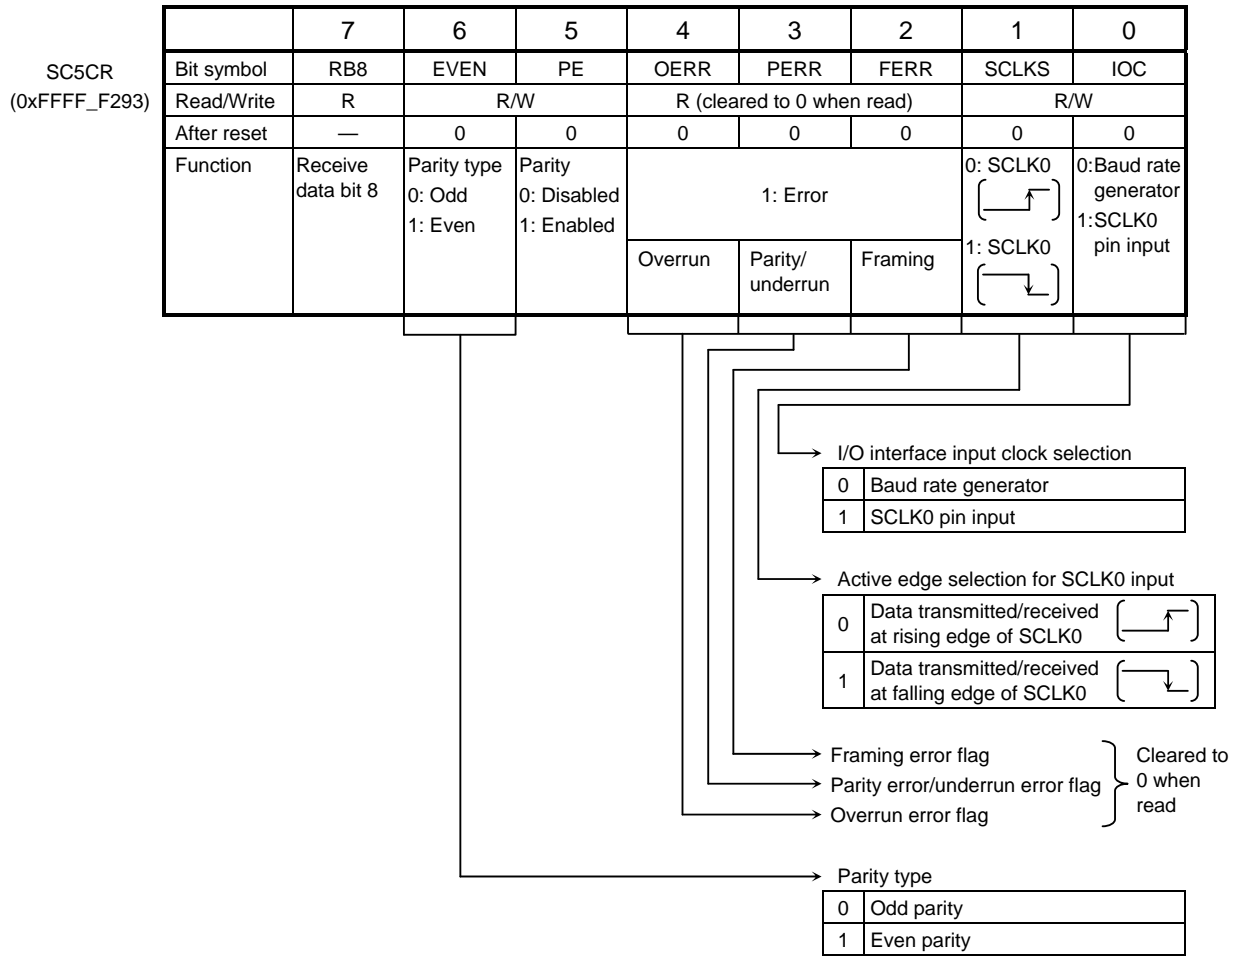 7 6 5 4 3 2 1 0
SC5CR
(0xFFFF_F293)
Bit symbol RB8 EVEN PE OERR PERR FERR SCLKS IOC
Read/Write R R/W R (cleared to 0 when read) R/W
After reset — 0 0 0 0 0 0 0
Function
Receive
data bit 8
Parity type
0: Odd
1: Even
Parity
0: Disabled
1: Enabled
1: Error
Overrun
Parity/
underrun
Framing
0: SCLK0
1: SCLK0
0:Baud rate
generator
1:SCLK0
pin input
I/O interface input clock selection
0 Baud rate generator
1 SCLK0 pin input
Active edge selection for SCLK0 input
0 Data transmitted/received
at rising edge of SCLK0
1 Data transmitted/received
at falling edge of SCLK0
Framing error flag
Parity error/underrun error flag
Overrun error flag
Cleared to
0 when
read
Parity type
0 Odd parity
1 Even parity